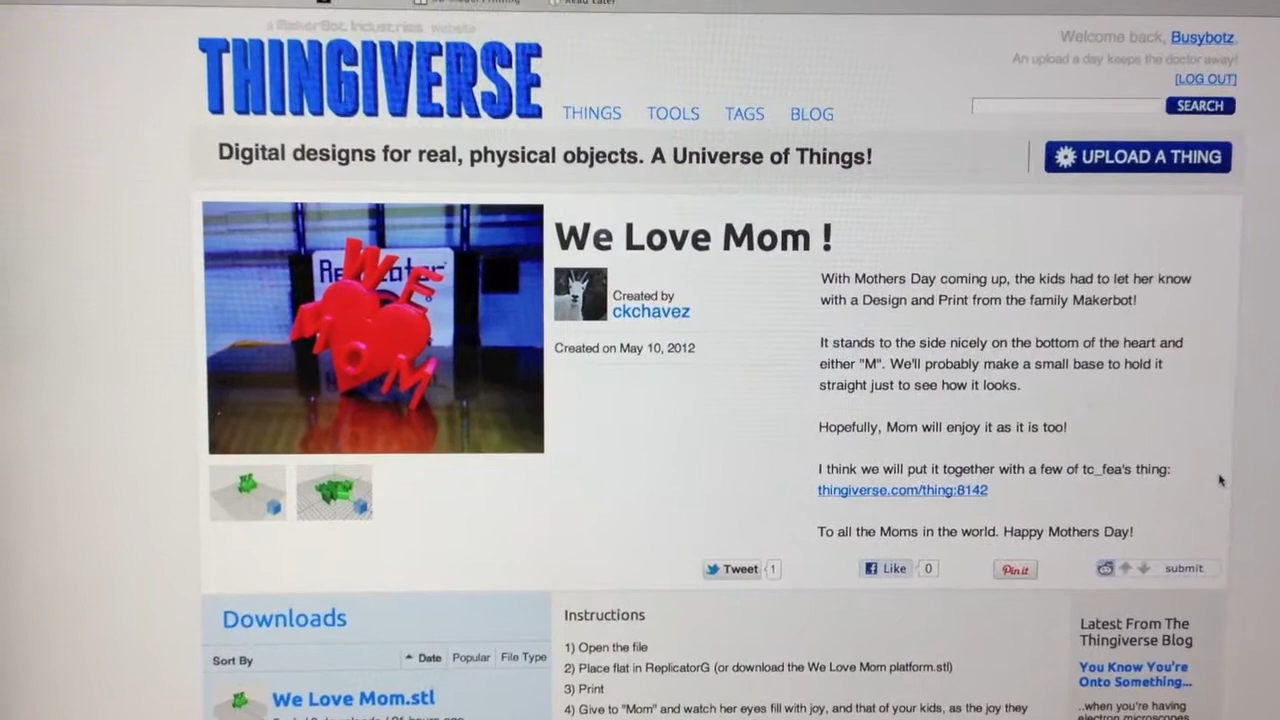 a MakerBot Industries website
THINGIVERSE
THINGS TOOLS TAGS BLOG
Welcome back, Busybotz.
An upload a day keeps the doctor away!
[LOG OUT]
SEARCH
Digital designs for real, physical objects. A Universe of Things!
UPLOAD A THING
WE
MOM
We Love Mom !
Created by
ckchavez
Created on May 10, 2012
With Mothers Day coming up, the kids had to let her know
with a Design and Print from the family Makerbot!
It stands to the side nicely on the bottom of the heart and
either "M". We'll probably make a small base to hold it
straight just to see how it looks.
Hopefully, Mom will enjoy it as it is too!
I think we will put it together with a few of tc_fea's thing:
thingiverse.com/thing:8142
To all the Moms in the world. Happy Mothers Day!
Tweet 1 Like 0 Pin it submit
Downloads
Sort By Date Popular File Type
We Love Mom.stl
Instructions
1) Open the file
2) Place flat in ReplicatorG (or download the We Love Mom platform.stl)
3) Print
4) Give to "Mom" and watch her eyes fill with joy, and that of your kids, as the joy they
Latest From The
Thingiverse Blog
You Know You're
Onto Something...
..when you're having
electron microscopes